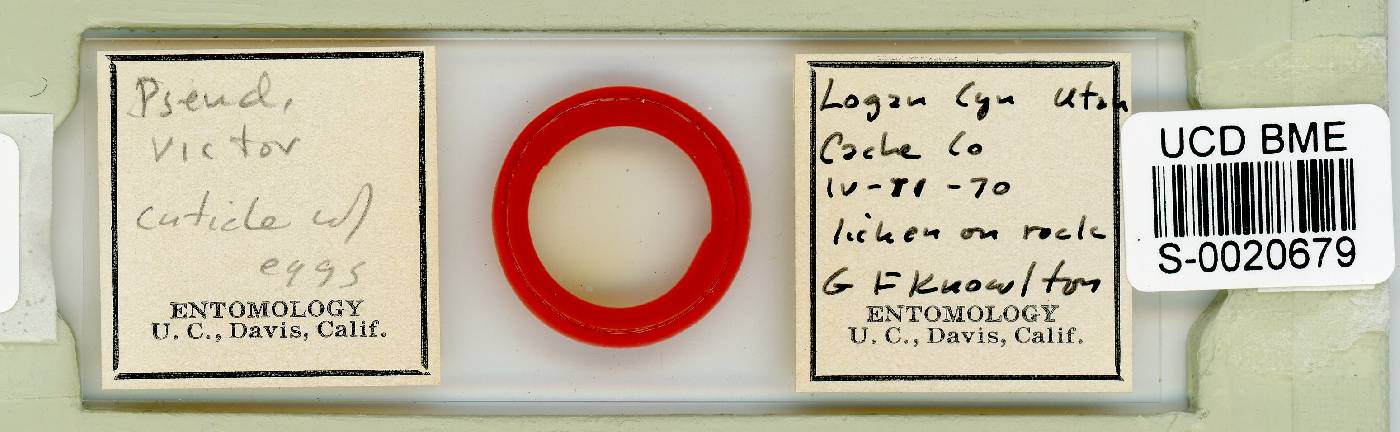 Pseud.
victor
cuticle w/
eggs
ENTOMOLOGY
U. C., Davis, Calif.
Logan Cyn Utah
Cache Co
IV-11-70
lichen on rock
G F Knowlton
ENTOMOLOGY
U. C., Davis, Calif.
UCD BME
S-0020679